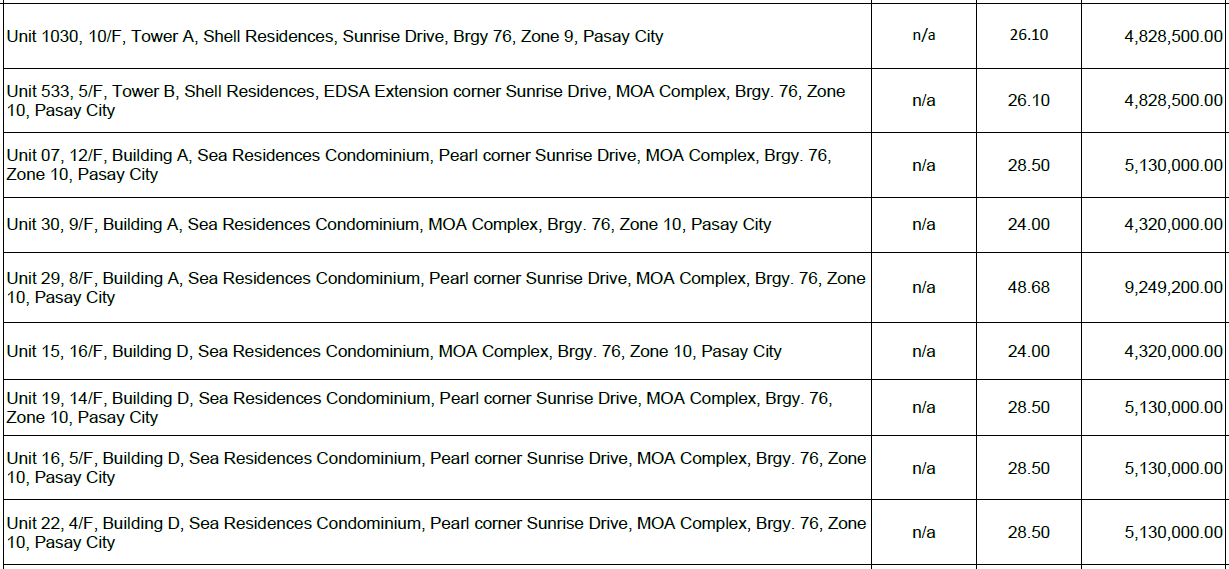 Unit 1030, 10/F, Tower A, Shell Residences, Sunrise Drive, Brgy 76, Zone 9, Pasay City n/a 26.10 4,828,500.00
Unit 533, 5/F, Tower B, Shell Residences, EDSA Extension corner Sunrise Drive, MOA Complex, Brgy. 76, Zone
10, Pasay City n/a 26.10 4,828,500.00
Unit 07, 12/F, Building A, Sea Residences Condominium, Pearl corner Sunrise Drive, MOA Complex, Brgy. 76,
Zone 10, Pasay City n/a 28.50 5,130,000.00
Unit 30, 9/F, Building A, Sea Residences Condominium, MOA Complex, Brgy. 76, Zone 10, Pasay City n/a 24.00 4,320,000.00
Unit 29, 8/F, Building A, Sea Residences Condominium, Pearl corner Sunrise Drive, MOA Complex, Brgy. 76, Zone
10, Pasay City n/a 48.68 9,249,200.00
Unit 15, 16/F, Building D, Sea Residences Condominium, MOA Complex, Brgy. 76, Zone 10, Pasay City n/a 24.00 4,320,000.00
Unit 19, 14/F, Building D, Sea Residences Condominium, Pearl corner Sunrise Drive, MOA Complex, Brgy. 76,
Zone 10, Pasay City n/a 28.50 5,130,000.00
Unit 16, 5/F, Building D, Sea Residences Condominium, Pearl corner Sunrise Drive, MOA Complex, Brgy. 76, Zone
10, Pasay City n/a 28.50 5,130,000.00
Unit 22, 4/F, Building D, Sea Residences Condominium, Pearl corner Sunrise Drive, MOA Complex, Brgy. 76, Zone
10, Pasay City n/a 28.50 5,130,000.00